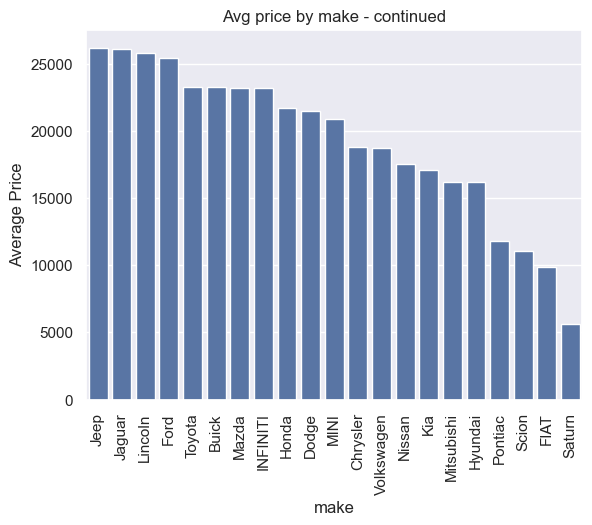 Avg price by make - continued
Average Price
25000
20000
15000
10000
5000
0
Jeep
Jaguar
Lincoln
Ford
Toyota
Buick
Mazda
INFINITI
Honda
Dodge
MINI
Chrysler
Volkswagen
Nissan
Kia
Mitsubishi
Hyundai
Pontiac
Scion
FIAT
Saturn
make